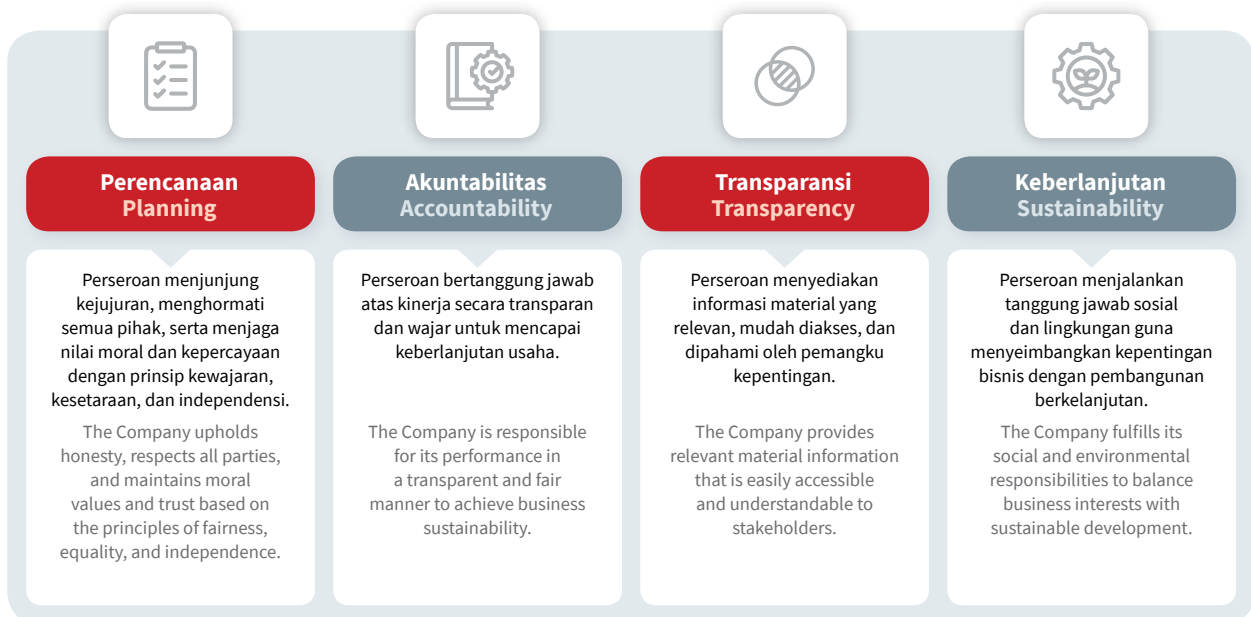 Perencanaan
Planning
Perseroan menjunjung
kejujuran, menghormati
semua pihak, serta menjaga
nilai moral dan kepercayaan
dengan prinsip kewajaran,
kesetaraan, dan independensi.
The Company upholds
honesty, respects all parties,
and maintains moral
values and trust based on
the principles of fairness,
equality, and independence.
Akuntabilitas
Accountability
Perseroan bertanggung jawab
atas kinerja secara transparan
dan wajar untuk mencapai
keberlanjutan usaha.
The Company is responsible
for its performance in
a transparent and fair
manner to achieve business
sustainability.
Transparansi
Transparency
Perseroan menyediakan
informasi material yang
relevan, mudah diakses, dan
dipahami oleh pemangku
kepentingan.
The Company provides
relevant material information
that is easily accessible
and understandable to
stakeholders.
Keberlanjutan
Sustainability
Perseroan menjalankan
tanggung jawab sosial
dan lingkungan guna
menyeimbangkan kepentingan
bisnis dengan pembangunan
berkelanjutan.
The Company fulfills its
social and environmental
responsibilities to balance
business interests with
sustainable development.